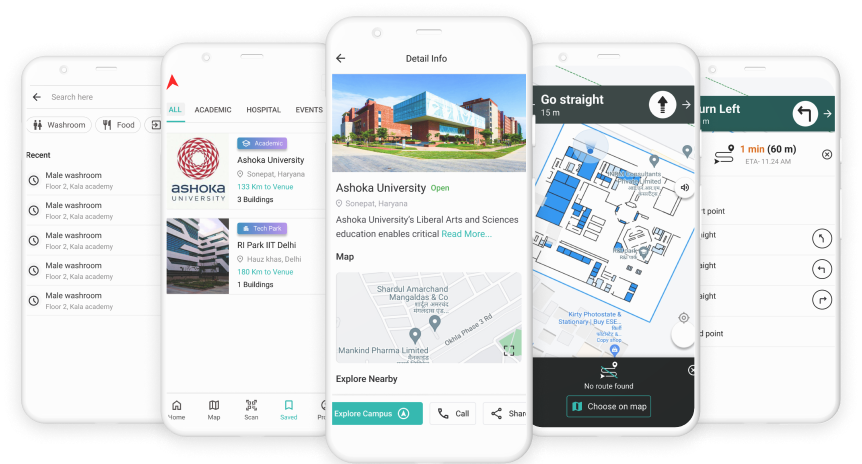 Search here
Washroom
Food
Recent
Male washroom
Floor 2, Kala academy
Male washroom
Floor 2, Kala academy
Male washroom
Floor 2, Kala academy
Male washroom
Floor 2, Kala academy
Male washroom
Floor 2, Kala academy
ALL ACADEMIC HOSPITAL EVENTS
ASHOKA
UNIVERSITY
Academic
Ashoka University
Sonepat, Haryana
133 Km to Venue
3 Buildings
Tech Park
RI Park IIT Delhi
Hauz khas, Delhi
180 Km to Venue
1 Buildings
Home Map Scan Saved
Detail Info
Ashoka University Open
Sonepat, Haryana
Ashoka University's Liberal Arts and Sciences
education enables critical Read More...
Map
Shardul Amarchand
Mangaldas & Co
Okhla Phase 3 Rd
Mankind Pharma Limited
Explore Nearby
Explore Campus
Call
Share
Go straight
15 m
Kirty Photostate &
Stationary | Buy ESE...
Copy shop
No route found
Choose on map
urn Left
m
1 min (60 m)
ETA- 11.24 AM
t point
ight
aight
aight
d point